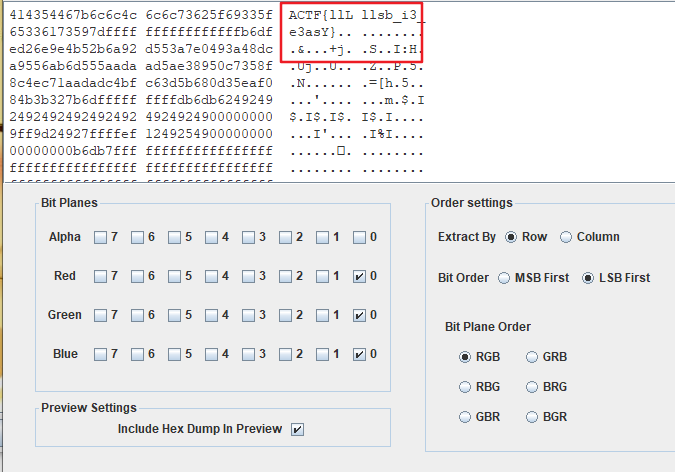 414354467b6c6c4c 6c6c73625f69335f ACTF{llL llsb_i3_
65336173597dffff ffffffffffffb6df e3asY}.. ........
ed26e9e4b52b6a92 d553a7e0493a48dc .&...+j. .S..I:H.
a9556ab6d555aada ad5ae38950c7358f .Uj..U.. .Z..P.5.
8c4ec71aadadc4bf c63d5b680d35eaf0 .N...... .=[h.5..
84b3b327b6dfffff ffffdb6db6249249 ...'.... ...m.$.I
2492492492492492 4924924900000000 $.I$.I$. I$.I....
9ff9d24927ffffef 1249254900000000 ...I'... .I%I....
00000000b6db7fff ffffffffffffffff ........
ffffffffffffffff ffffffffffffffff ........ ........
Bit Planes
Alpha 7 6 5 4 3 2 1 0
Red 7 6 5 4 3 2 1 0
Green 7 6 5 4 3 2 1 0
Blue 7 6 5 4 3 2 1 0
Preview Settings
Include Hex Dump In Preview
Order settings
Extract By Row Column
Bit Order MSB First LSB First
Bit Plane Order
RGB GRB
RBG BRG
GBR BGR